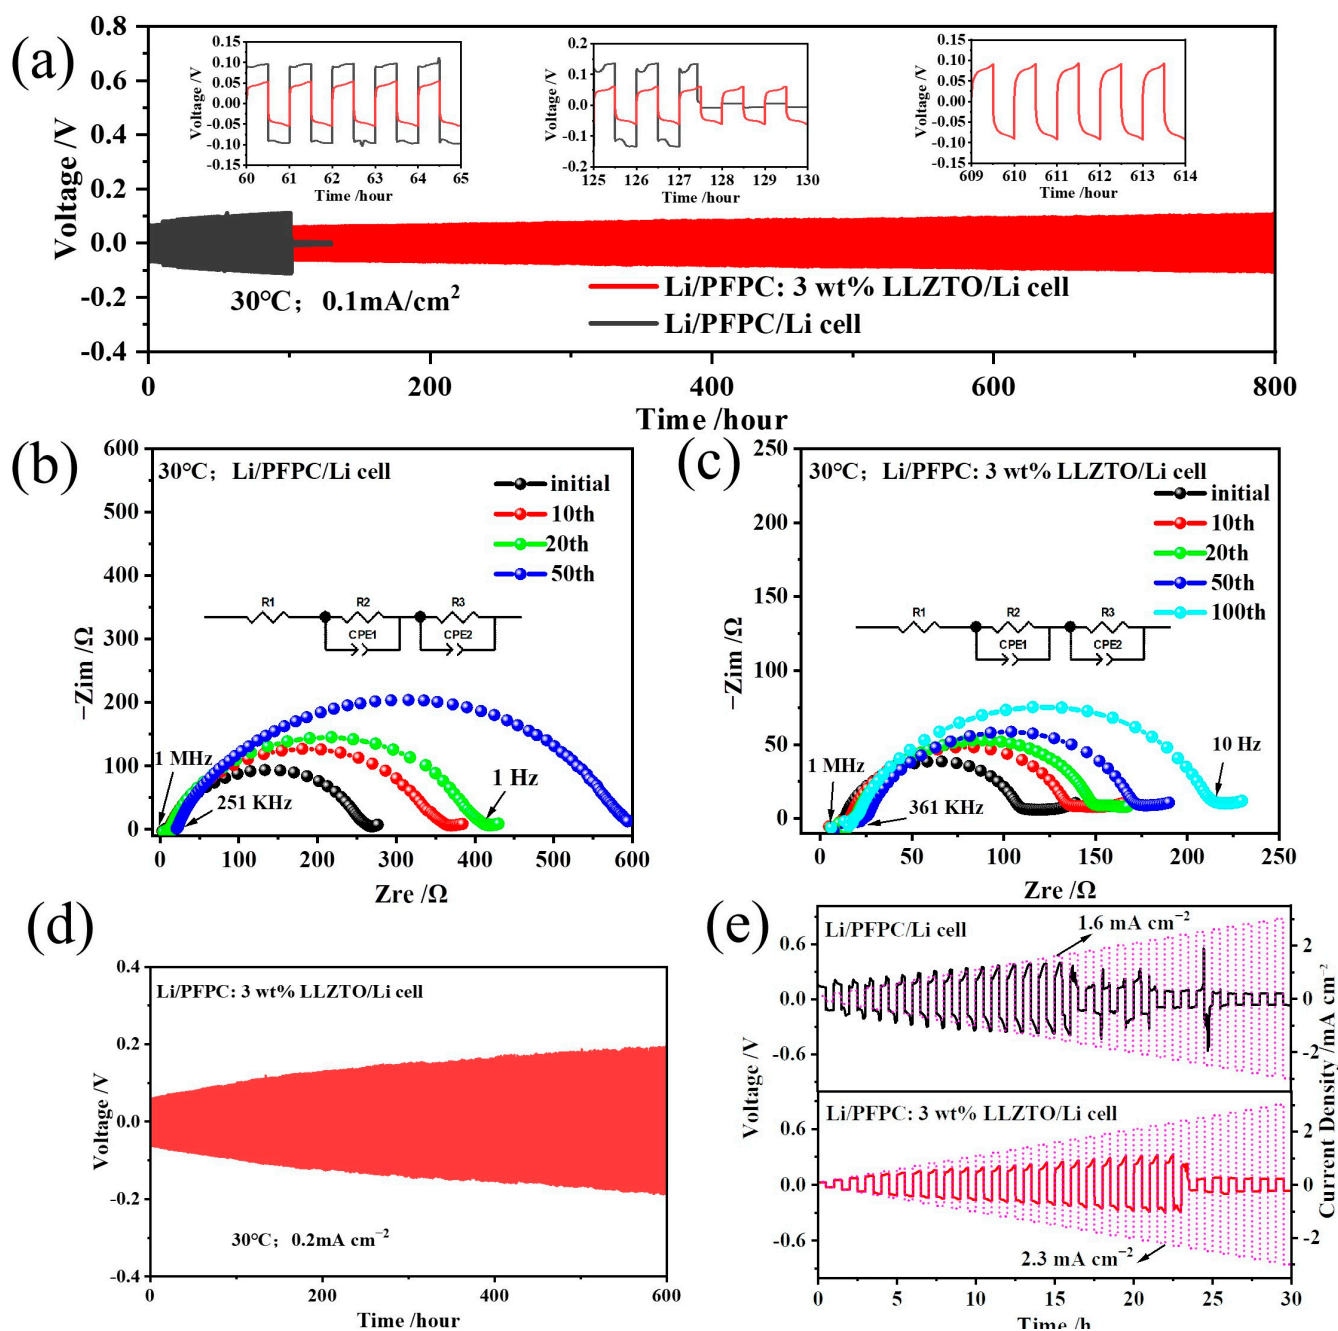 (a)
Voltage /V
0.8
0.6
0.4
0.2
0.0
-0.2
-0.4
0 200 400 600 800
Time /hour
Voltage /V
0.15
0.10
0.05
0.00
-0.05
-0.10
-0.15
60 61 62 63 64 65
Time /hour
Voltage /V
0.2
0.1
0.0
-0.1
-0.2
125 126 127 128 129 130
Time /hour
Voltage /V
0.15
0.10
0.05
0.00
-0.05
-0.10
-0.15
609 610 611 612 613 614
Time /hour
30℃; 0.1mA/cm²
Li/PFPC: 3 wt% LLZTO/Li cell
Li/PFPC/Li cell
(b)
30℃; Li/PFPC/Li cell
initial
10th
20th
50th
R1 R2 R3
CPE1 CPE2
1 MHz
251 KHz
1 Hz
−Zim /Ω
600
500
400
300
200
100
0
0 100 200 300 400 500 600
Zre /Ω
(c)
30℃; Li/PFPC: 3 wt% LLZTO/Li cell
initial
10th
20th
50th
100th
R1 R2 R3
CPE1 CPE2
1 MHz
361 KHz
10 Hz
−Zim /Ω
250
200
150
100
50
0
0 50 100 150 200 250
Zre /Ω
(d)
Li/PFPC: 3 wt% LLZTO/Li cell
30℃; 0.2mA cm⁻²
Voltage /V
0.4
0.2
0.0
-0.2
-0.4
0 200 400 600
Time /hour
(e)
Li/PFPC/Li cell
1.6 mA cm⁻²
0.6
0.0
-0.6
2
0
-2
Li/PFPC: 3 wt% LLZTO/Li cell
2.3 mA cm⁻²
0.6
0.0
-0.6
2
0
-2
Voltage /V
Current Density /mA cm⁻²
0 5 10 15 20 25 30
Time /h